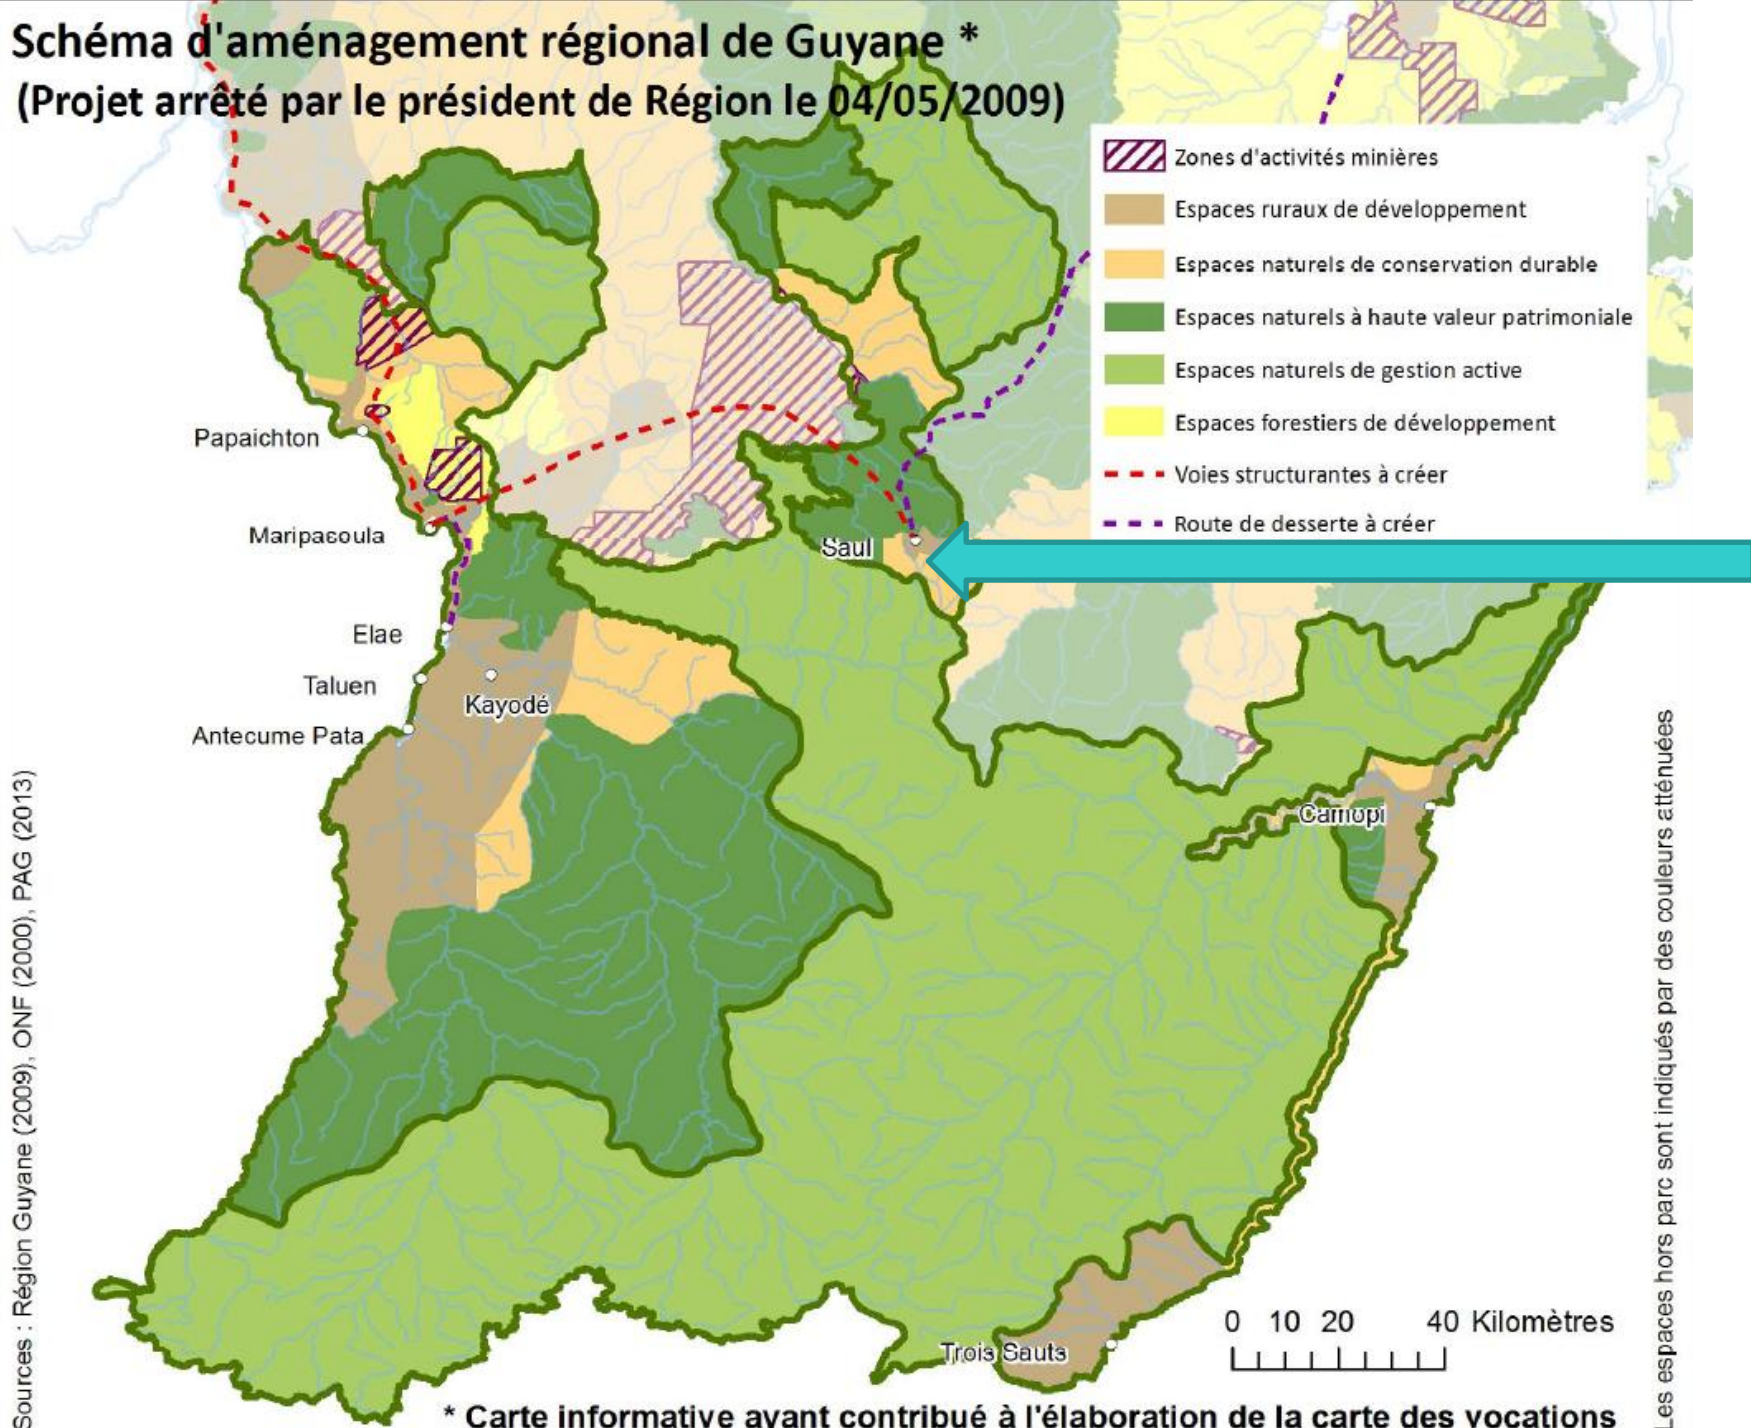 Schéma d'aménagement régional de Guyane *
(Projet arrêté par le président de Région le 04/05/2009)
Zones d'activités minières
Espaces ruraux de développement
Espaces naturels de conservation durable
Espaces naturels à haute valeur patrimoniale
Espaces naturels de gestion active
Espaces forestiers de développement
Voies structurantes à créer
Route de desserte à créer
Papaichton
Maripasoula
Saul
Elae
Taluen
Kayodé
Antecume Pata
Camopi
Trois Sauts
0 10 20 40 Kilomètres
* Carte informative ayant contribué à l'élaboration de la carte des vocations
Sources : Région Guyane (2009), ONF (2000), PAG (2013)
Les espaces hors parc sont indiqués par des couleurs atténuées